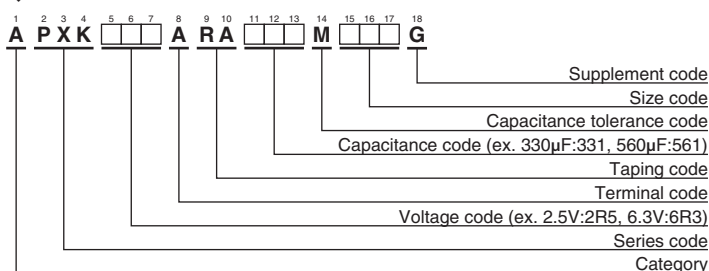 1 2 3 4 5 6 7 8 9 10 11 12 13 14 15 16 17 18
A PXK □□□ A RA □□□ M □□□ G
Supplement code
Size code
Capacitance tolerance code
Capacitance code (ex. 330µF:331, 560µF:561)
Taping code
Terminal code
Voltage code (ex. 2.5V:2R5, 6.3V:6R3)
Series code
Category